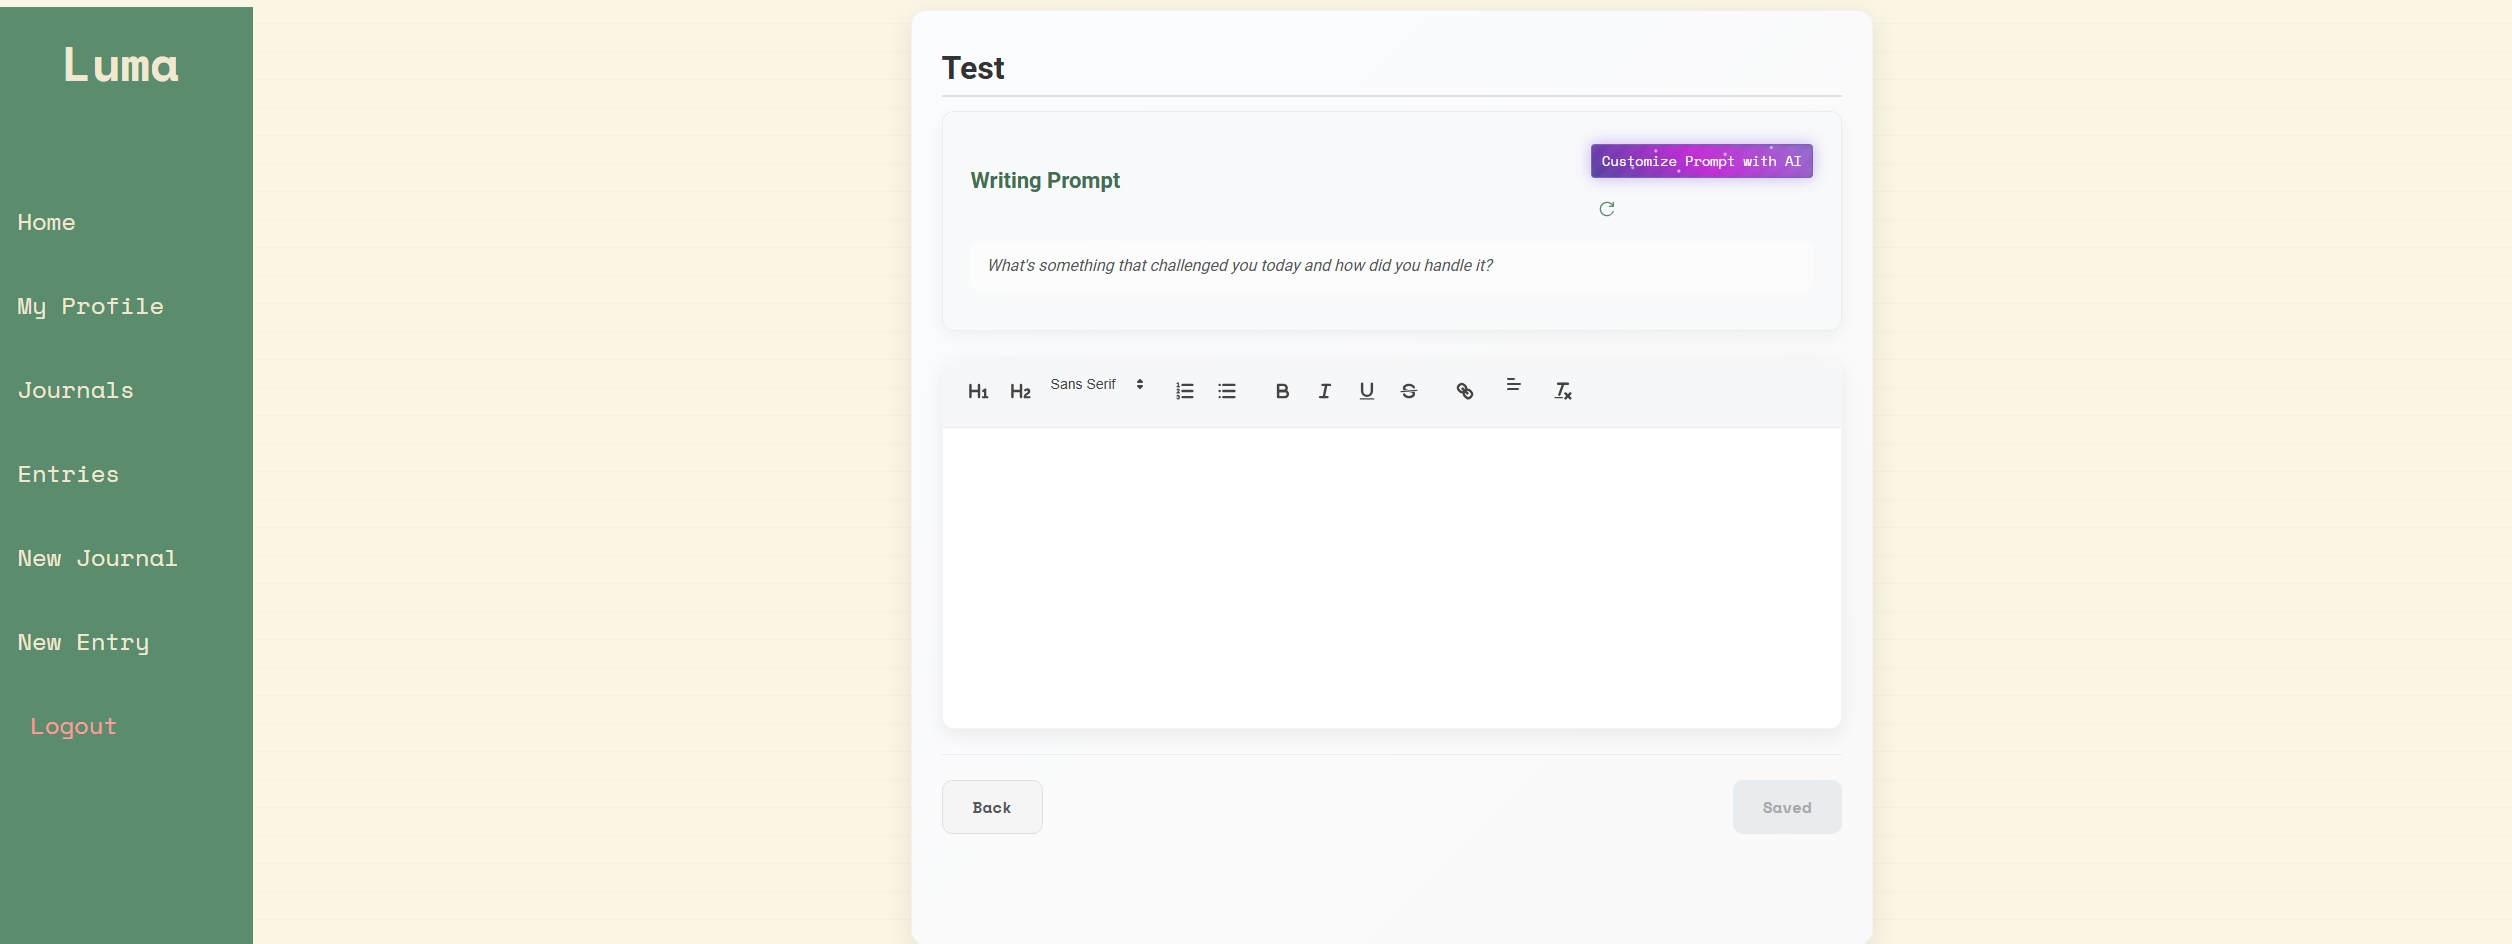 Luma
Home
My Profile
Journals
Entries
New Journal
New Entry
Logout
Test
Writing Prompt
Customize Prompt with AI
What's something that challenged you today and how did you handle it?
H1 H2 Sans Serif B I U S
Back
Saved